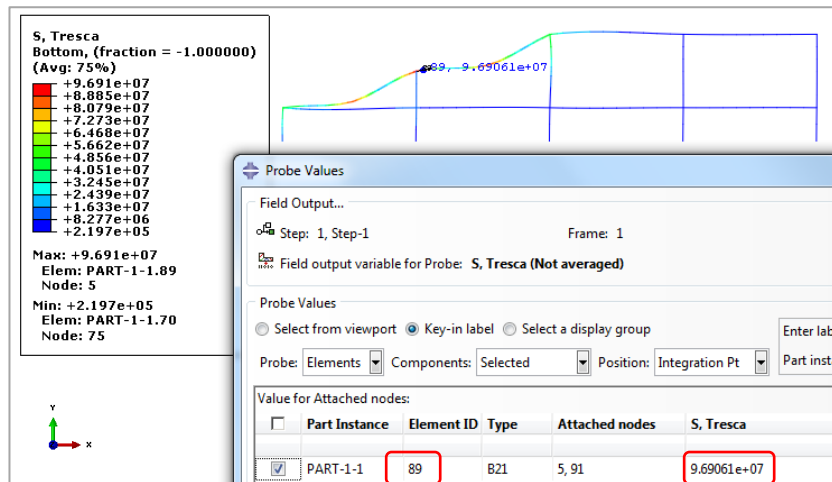 S, Tresca
Bottom, (fraction = -1.000000)
(Avg: 75%)
+9.691e+07
+8.885e+07
+8.079e+07
+7.273e+07
+6.468e+07
+5.662e+07
+4.856e+07
+4.051e+07
+3.245e+07
+2.439e+07
+1.633e+07
+8.277e+06
+2.197e+05
Max: +9.691e+07
Elem: PART-1-1.89
Node: 5
Min: +2.197e+05
Elem: PART-1-1.70
Node: 75
89, 9.69061e+07
Y
X
Probe Values
Field Output...
Step: 1, Step-1 Frame: 1
Field output variable for Probe: S, Tresca (Not averaged)
Probe Values
Select from viewport Key-in label Select a display group
Enter lab
Probe: Elements Components: Selected Position: Integration Pt
Part inst
Value for Attached nodes:
Part Instance Element ID Type Attached nodes S, Tresca
PART-1-1 89 B21 5, 91 9.69061e+07